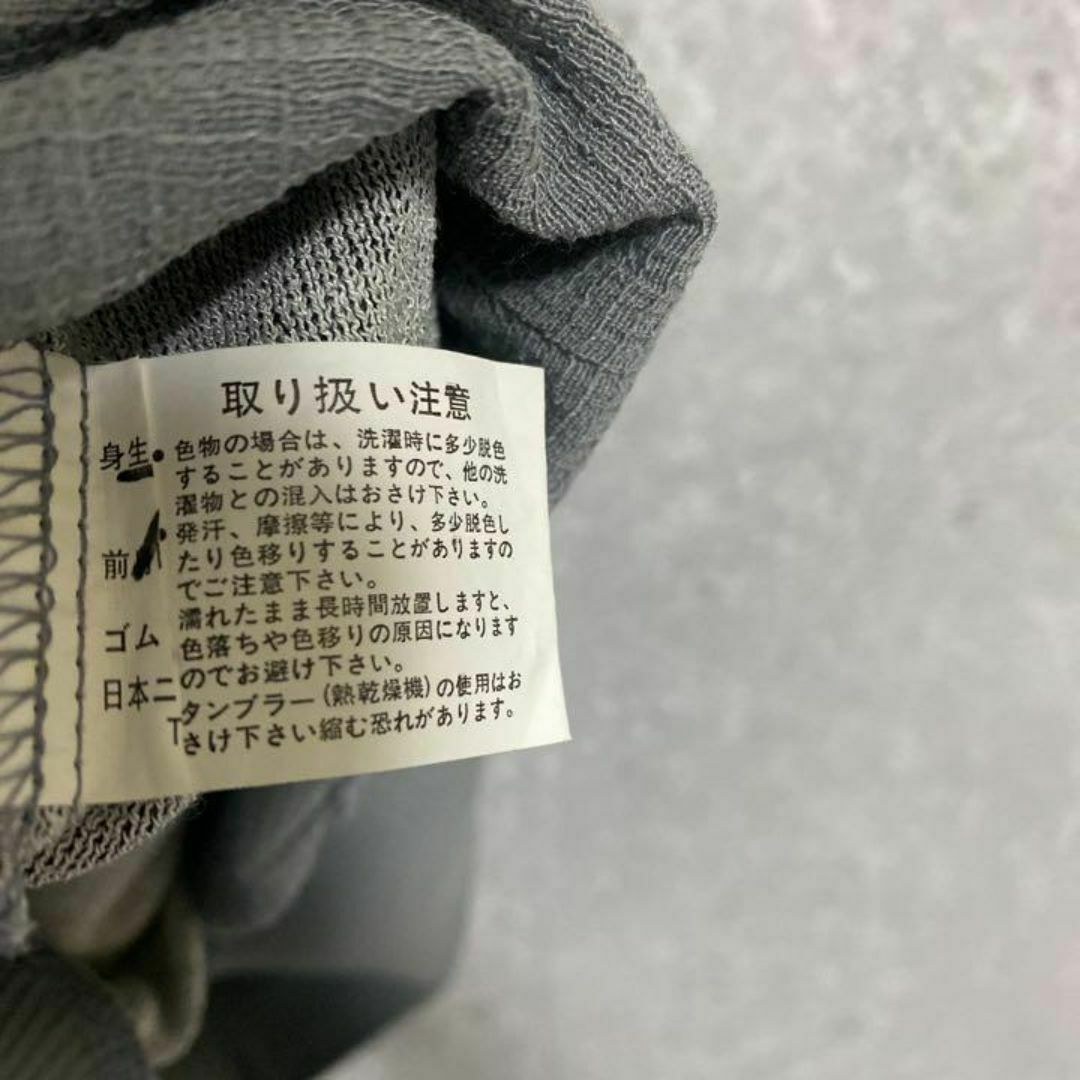 取り扱い注意
身生
・色物の場合は、洗濯時に多少脱色
することがありますので、他の洗
濯物との混入はおさけ下さい。
・発汗、摩擦等により、多少脱色し
前
たり色移りすることがありますの
でご注意下さい。
濡れたまま長時間放置しますと、
ゴム
色落ちや色移りの原因になります
のでお避け下さい。
日本ニ
タンブラー(熱乾燥機)の使用はお
T
さけ下さい縮む恐れがあります。